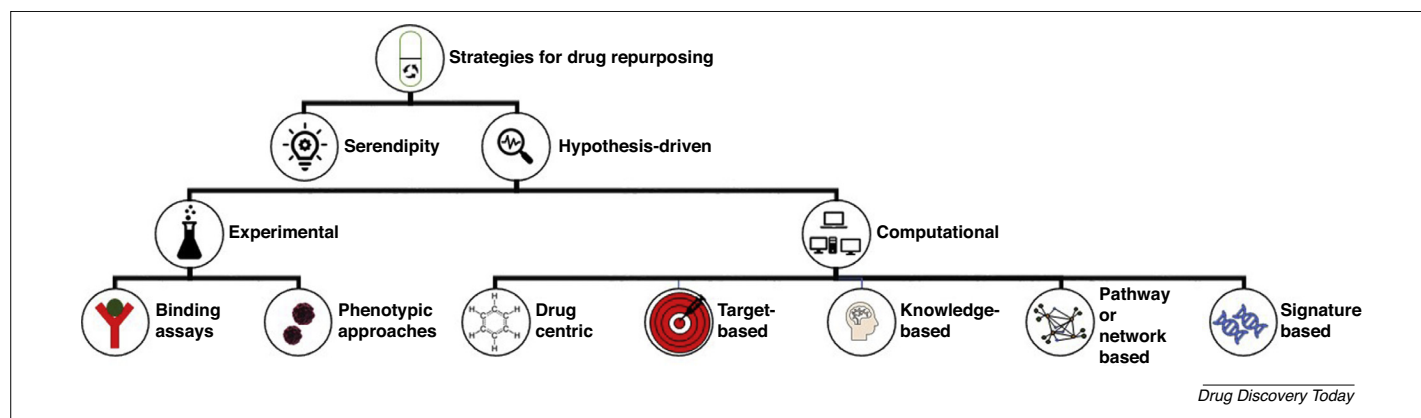 Strategies for drug repurposing
Serendipity
Hypothesis-driven
Experimental
Computational
Binding
assays
Phenotypic
approaches
Drug
centric
Target-
based
Knowledge-
based
Pathway
or
network
based
Signature
based
H
H
H
H
H
H
Drug Discovery Today